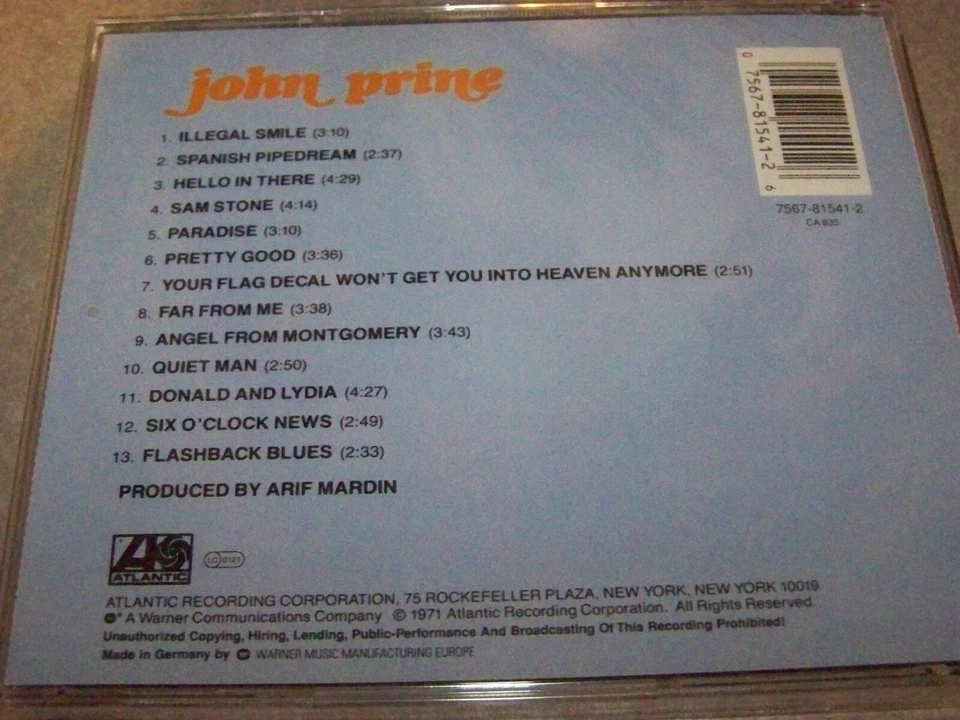 john prine
1. ILLEGAL SMILE (3:10)
2. SPANISH PIPEDREAM (2:37)
3. HELLO IN THERE (4:29)
4. SAM STONE (4:14)
5. PARADISE (3:10)
6. PRETTY GOOD (3:36)
7. YOUR FLAG DECAL WON'T GET YOU INTO HEAVEN ANYMORE (2:51)
8. FAR FROM ME (3:38)
9. ANGEL FROM MONTGOMERY (3:43)
10. QUIET MAN (2:50)
11. DONALD AND LYDIA (4:27)
12. SIX O'CLOCK NEWS (2:49)
13. FLASHBACK BLUES (2:33)
PRODUCED BY ARIF MARDIN
0 7567-81541-2 6
7567-81541-2
CA 835
ATLANTIC
LC 0121
ATLANTIC RECORDING CORPORATION, 75 ROCKEFELLER PLAZA, NEW YORK, NEW YORK 10019
A Warner Communications Company © 1971 Atlantic Recording Corporation. All Rights Reserved.
Unauthorized Copying, Hiring, Lending, Public-Performance And Broadcasting Of This Recording Prohibited!
Made in Germany by WARNER MUSIC MANUFACTURING EUROPE